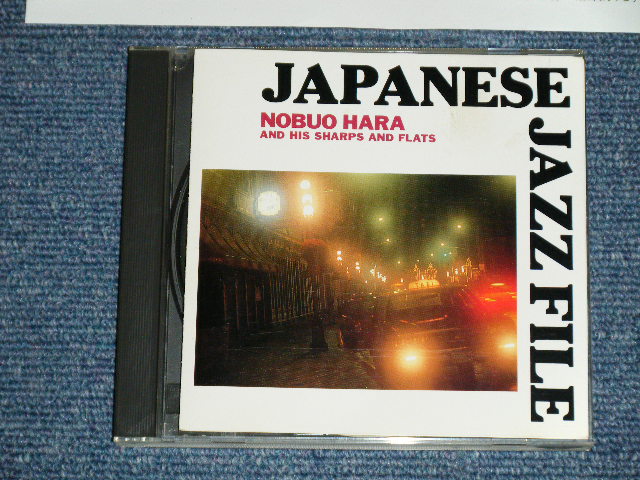 JAPANESE
JAZZ FILE
NOBUO HARA
AND HIS SHARPS AND FLATS